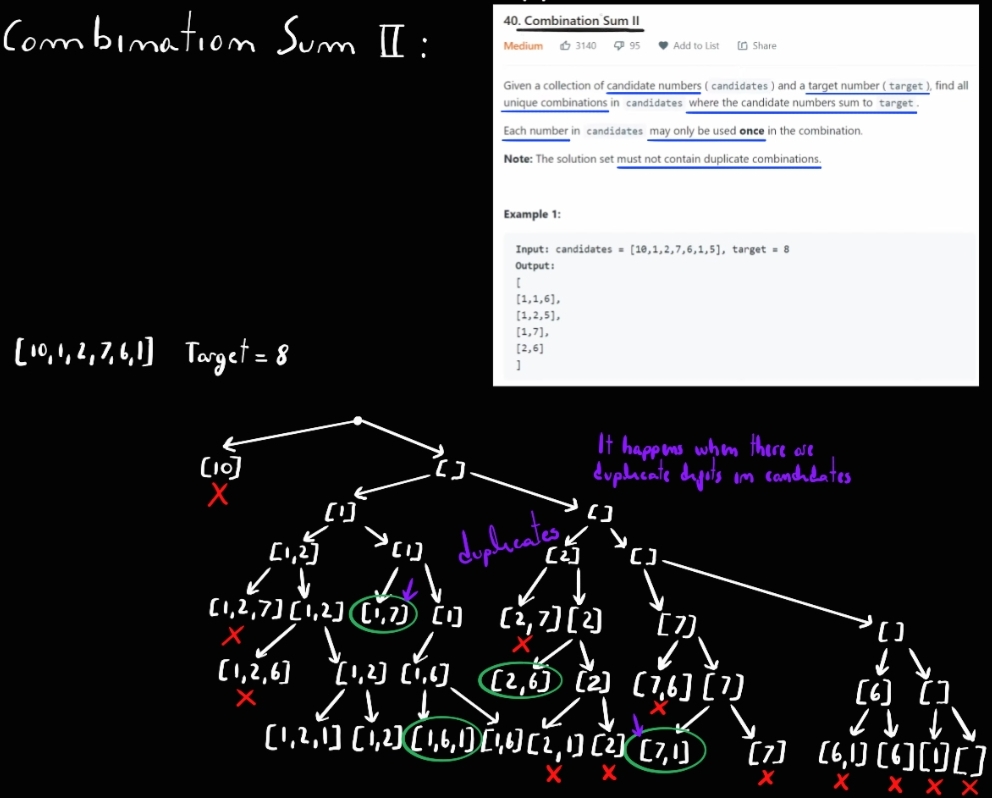 Combination Sum II :
40. Combination Sum II
Medium 3140 95 Add to List Share
Given a collection of candidate numbers ( candidates ) and a target number ( target ), find all
unique combinations in candidates where the candidate numbers sum to target .
Each number in candidates may only be used once in the combination.
Note: The solution set must not contain duplicate combinations.
Example 1:
Input: candidates = [10,1,2,7,6,1,5], target = 8
Output:
[
[1,1,6],
[1,2,5],
[1,7],
[2,6]
]
[10,1,2,7,6,1] Target = 8
It happens when there are
duplicate digits in candidates
[10] []
[1] []
duplicates
[1,2] [1] [2] []
[1,2,7] [1,2] [1,7] [1] [2,7] [2] [7] []
[1,2,6] [1,2] [1,6] [2,6] [2] [7,6] [7] [6] []
[1,2,1] [1,2] [1,6,1] [1,6] [2,1] [2] [7,1] [7] [6,1] [6] [1] []